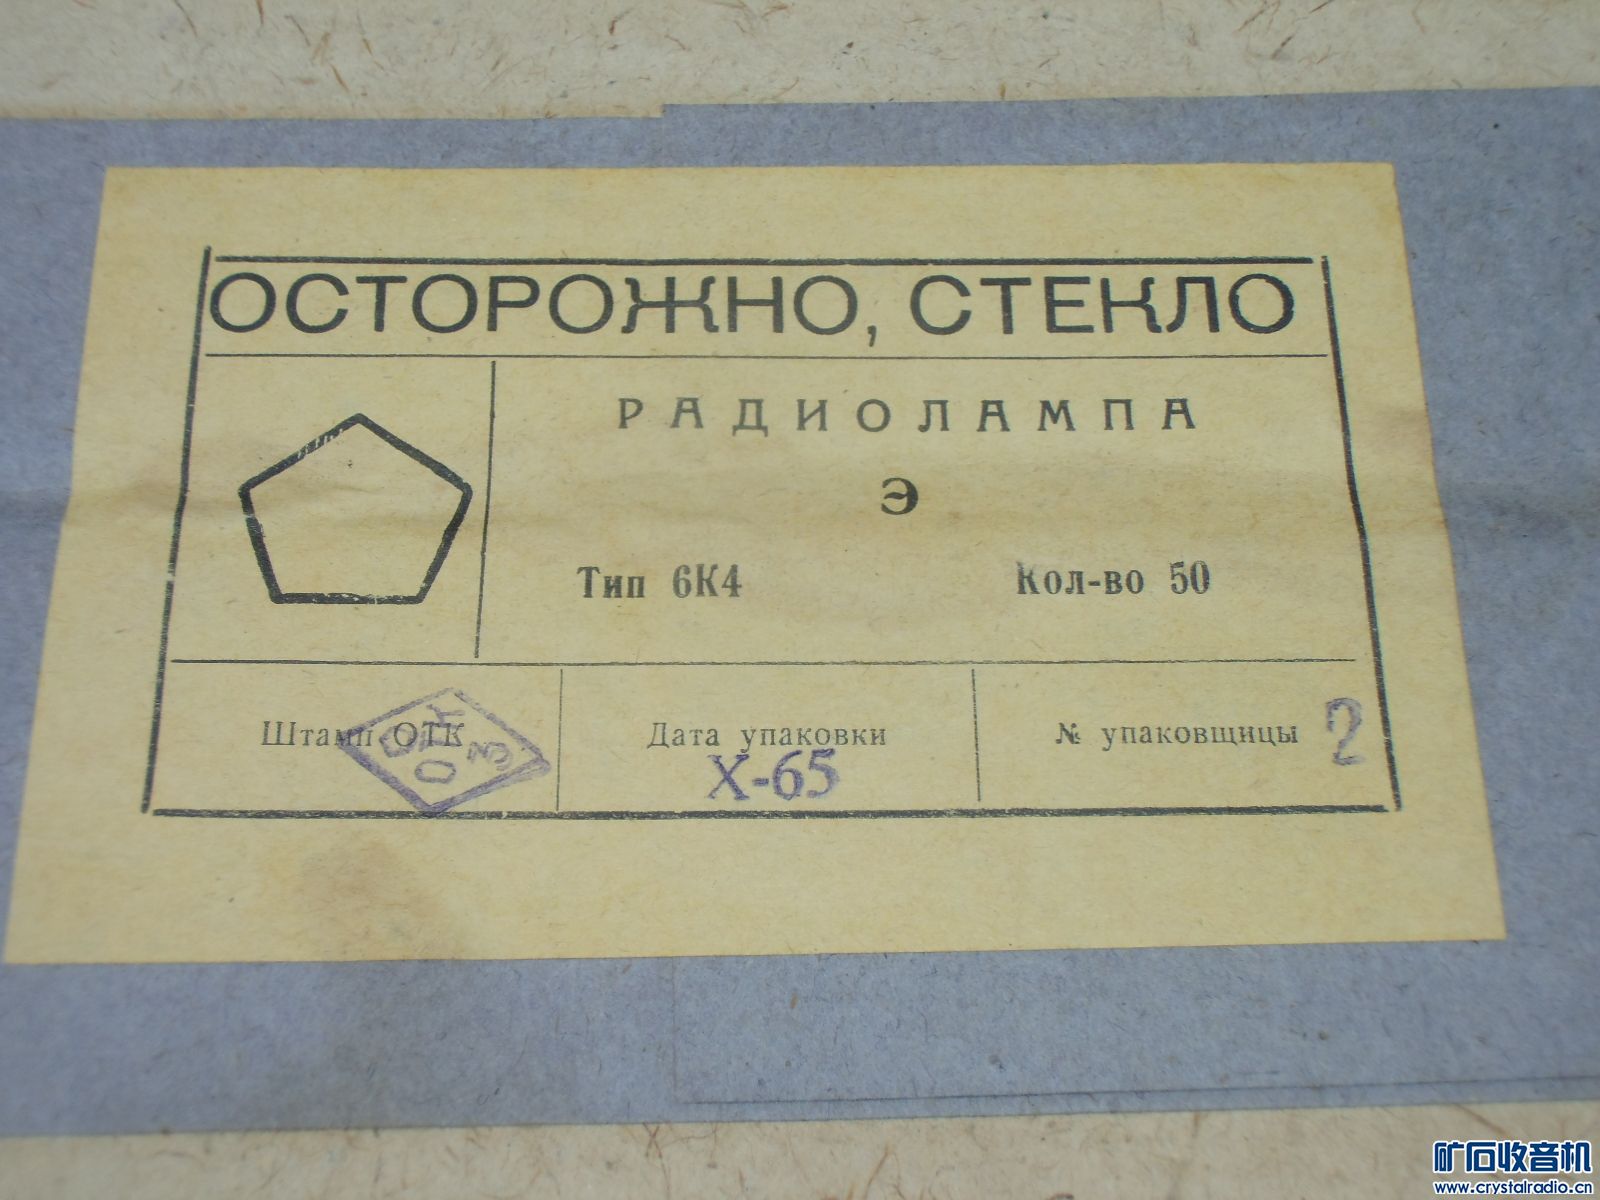 ОСТОРОЖНО, СТЕКЛО
РАДИОЛАМПА
Э
Тип 6К4 Кол-во 50
Штамп ОТК Дата упаковки № упаковщицы 2
ОТК
Х-65
矿石收音机
www.crystalradio.cn